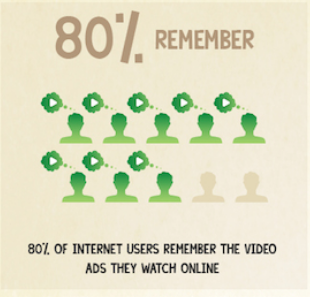 80% REMEMBER
80% OF INTERNET USERS REMEMBER THE VIDEO
ADS THEY WATCH ONLINE